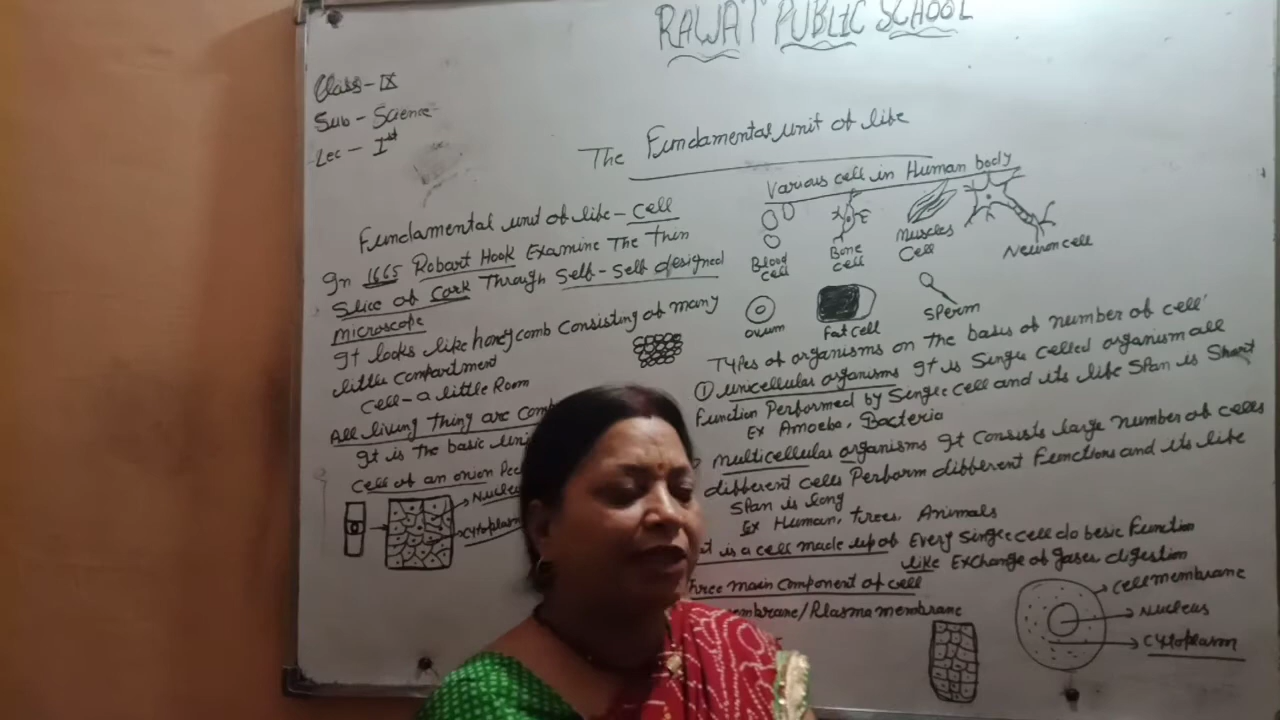 RAWAT PUBLIC SCHOOL
Class - IX
Sub - Science
Lec - Ist
The Fundamental unit of life
Fundamental unit of life - Cell
In 1665 Robart Hook Examine The thin
Slice of Cork Through Self-Self designed
microscope
It looks like honeycomb Consisting of many
little compartment
Cell - a little Room
All living thing are com
It is the basic uni
Cell of an onion Pee
Nucleu
Cytoplasm
Various cell in Human body
Blood cell
Bone cell
Muscles Cell
Neuron cell
Ovum
Fat cell
Sperm
Types of organisms on the basis of number of cell
① unicellular organisms It is Single celled organism all
function Performed by Single cell and its life Span is Short
Ex Amoeba, Bacteria
multicellular organisms It consists large number of cells
different cells Perform different Functions and its life
Span is long
Ex Human, trees, Animals
t is a cell made up of Every Single cell do besic Function
like Exchange of gases digestion
hree main component of cell
membrane/Plasma membrane
Cell membrane
Nucleus
Cytoplasm